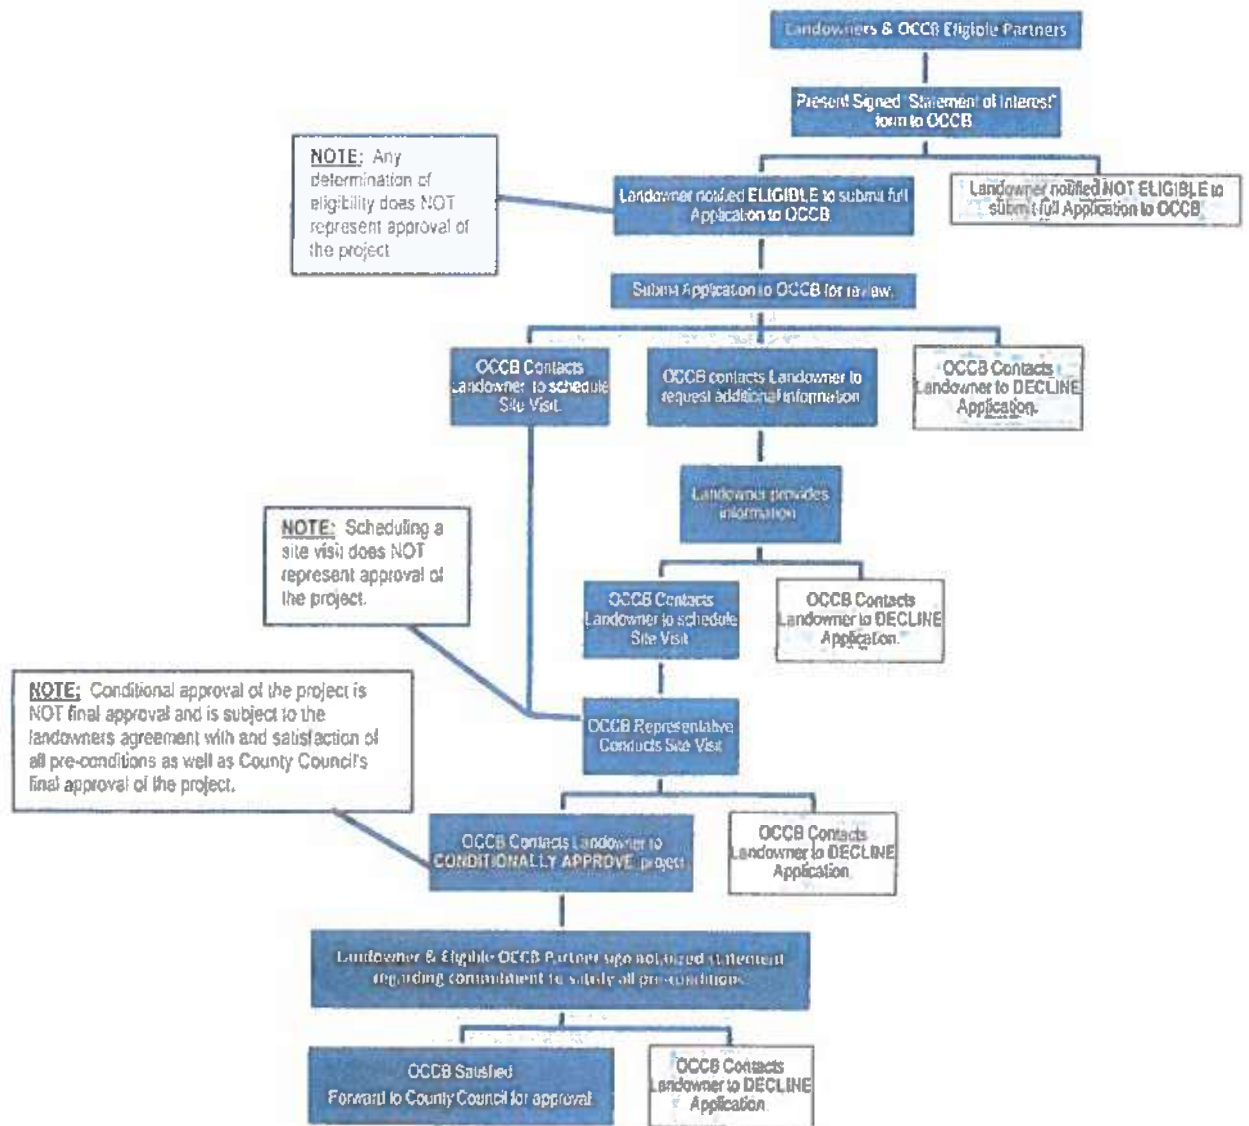 Landowners & OCCB Eligible Partners
Present Signed "Statement of Interest"
form to OCCB
NOTE: Any
determination of
eligibility does NOT
represent approval of
the project
Landowner notified ELIGIBLE to submit full
Application to OCCB
Landowner notified NOT ELIGIBLE to
submit full Application to OCCB
Submit Application to OCCB for review.
OCCB Contacts
Landowner to schedule
Site Visit.
OCCB contacts Landowner to
request additional information
OCCB Contacts
Landowner to DECLINE
Application.
Landowner provides
information
NOTE: Scheduling a
site visit does NOT
represent approval of
the project.
OCCB Contacts
Landowner to schedule
Site Visit
OCCB Contacts
Landowner to DECLINE
Application.
NOTE: Conditional approval of the project is
NOT final approval and is subject to the
landowners agreement with and satisfaction of
all pre-conditions as well as County Council's
final approval of the project.
OCCB Representative
Conducts Site Visit
OCCB Contacts Landowner to
CONDITIONALLY APPROVE project
OCCB Contacts
Landowner to DECLINE
Application.
Landowner & Eligible OCCB Partner sign notarized statement
regarding commitment to satisfy all pre-conditions
OCCB Satisfied
Forward to County Council for approval.
OCCB Contacts
Landowner to DECLINE
Application